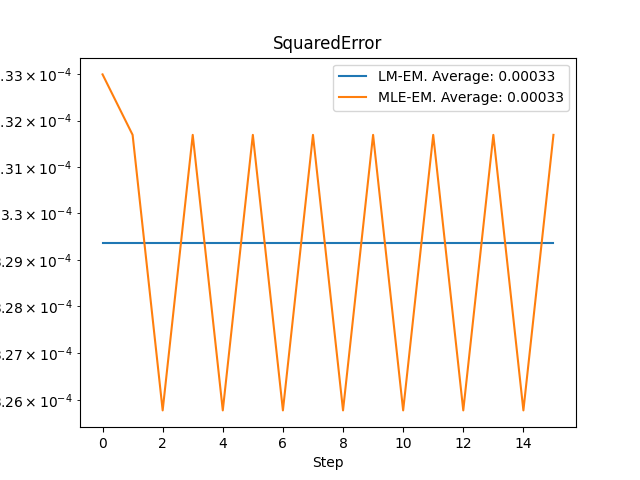 SquaredError
.33 × 10⁻⁴
.32 × 10⁻⁴
.31 × 10⁻⁴
3.3 × 10⁻⁴
.29 × 10⁻⁴
.28 × 10⁻⁴
.27 × 10⁻⁴
.26 × 10⁻⁴
LM-EM. Average: 0.00033
MLE-EM. Average: 0.00033
0 2 4 6 8 10 12 14
Step